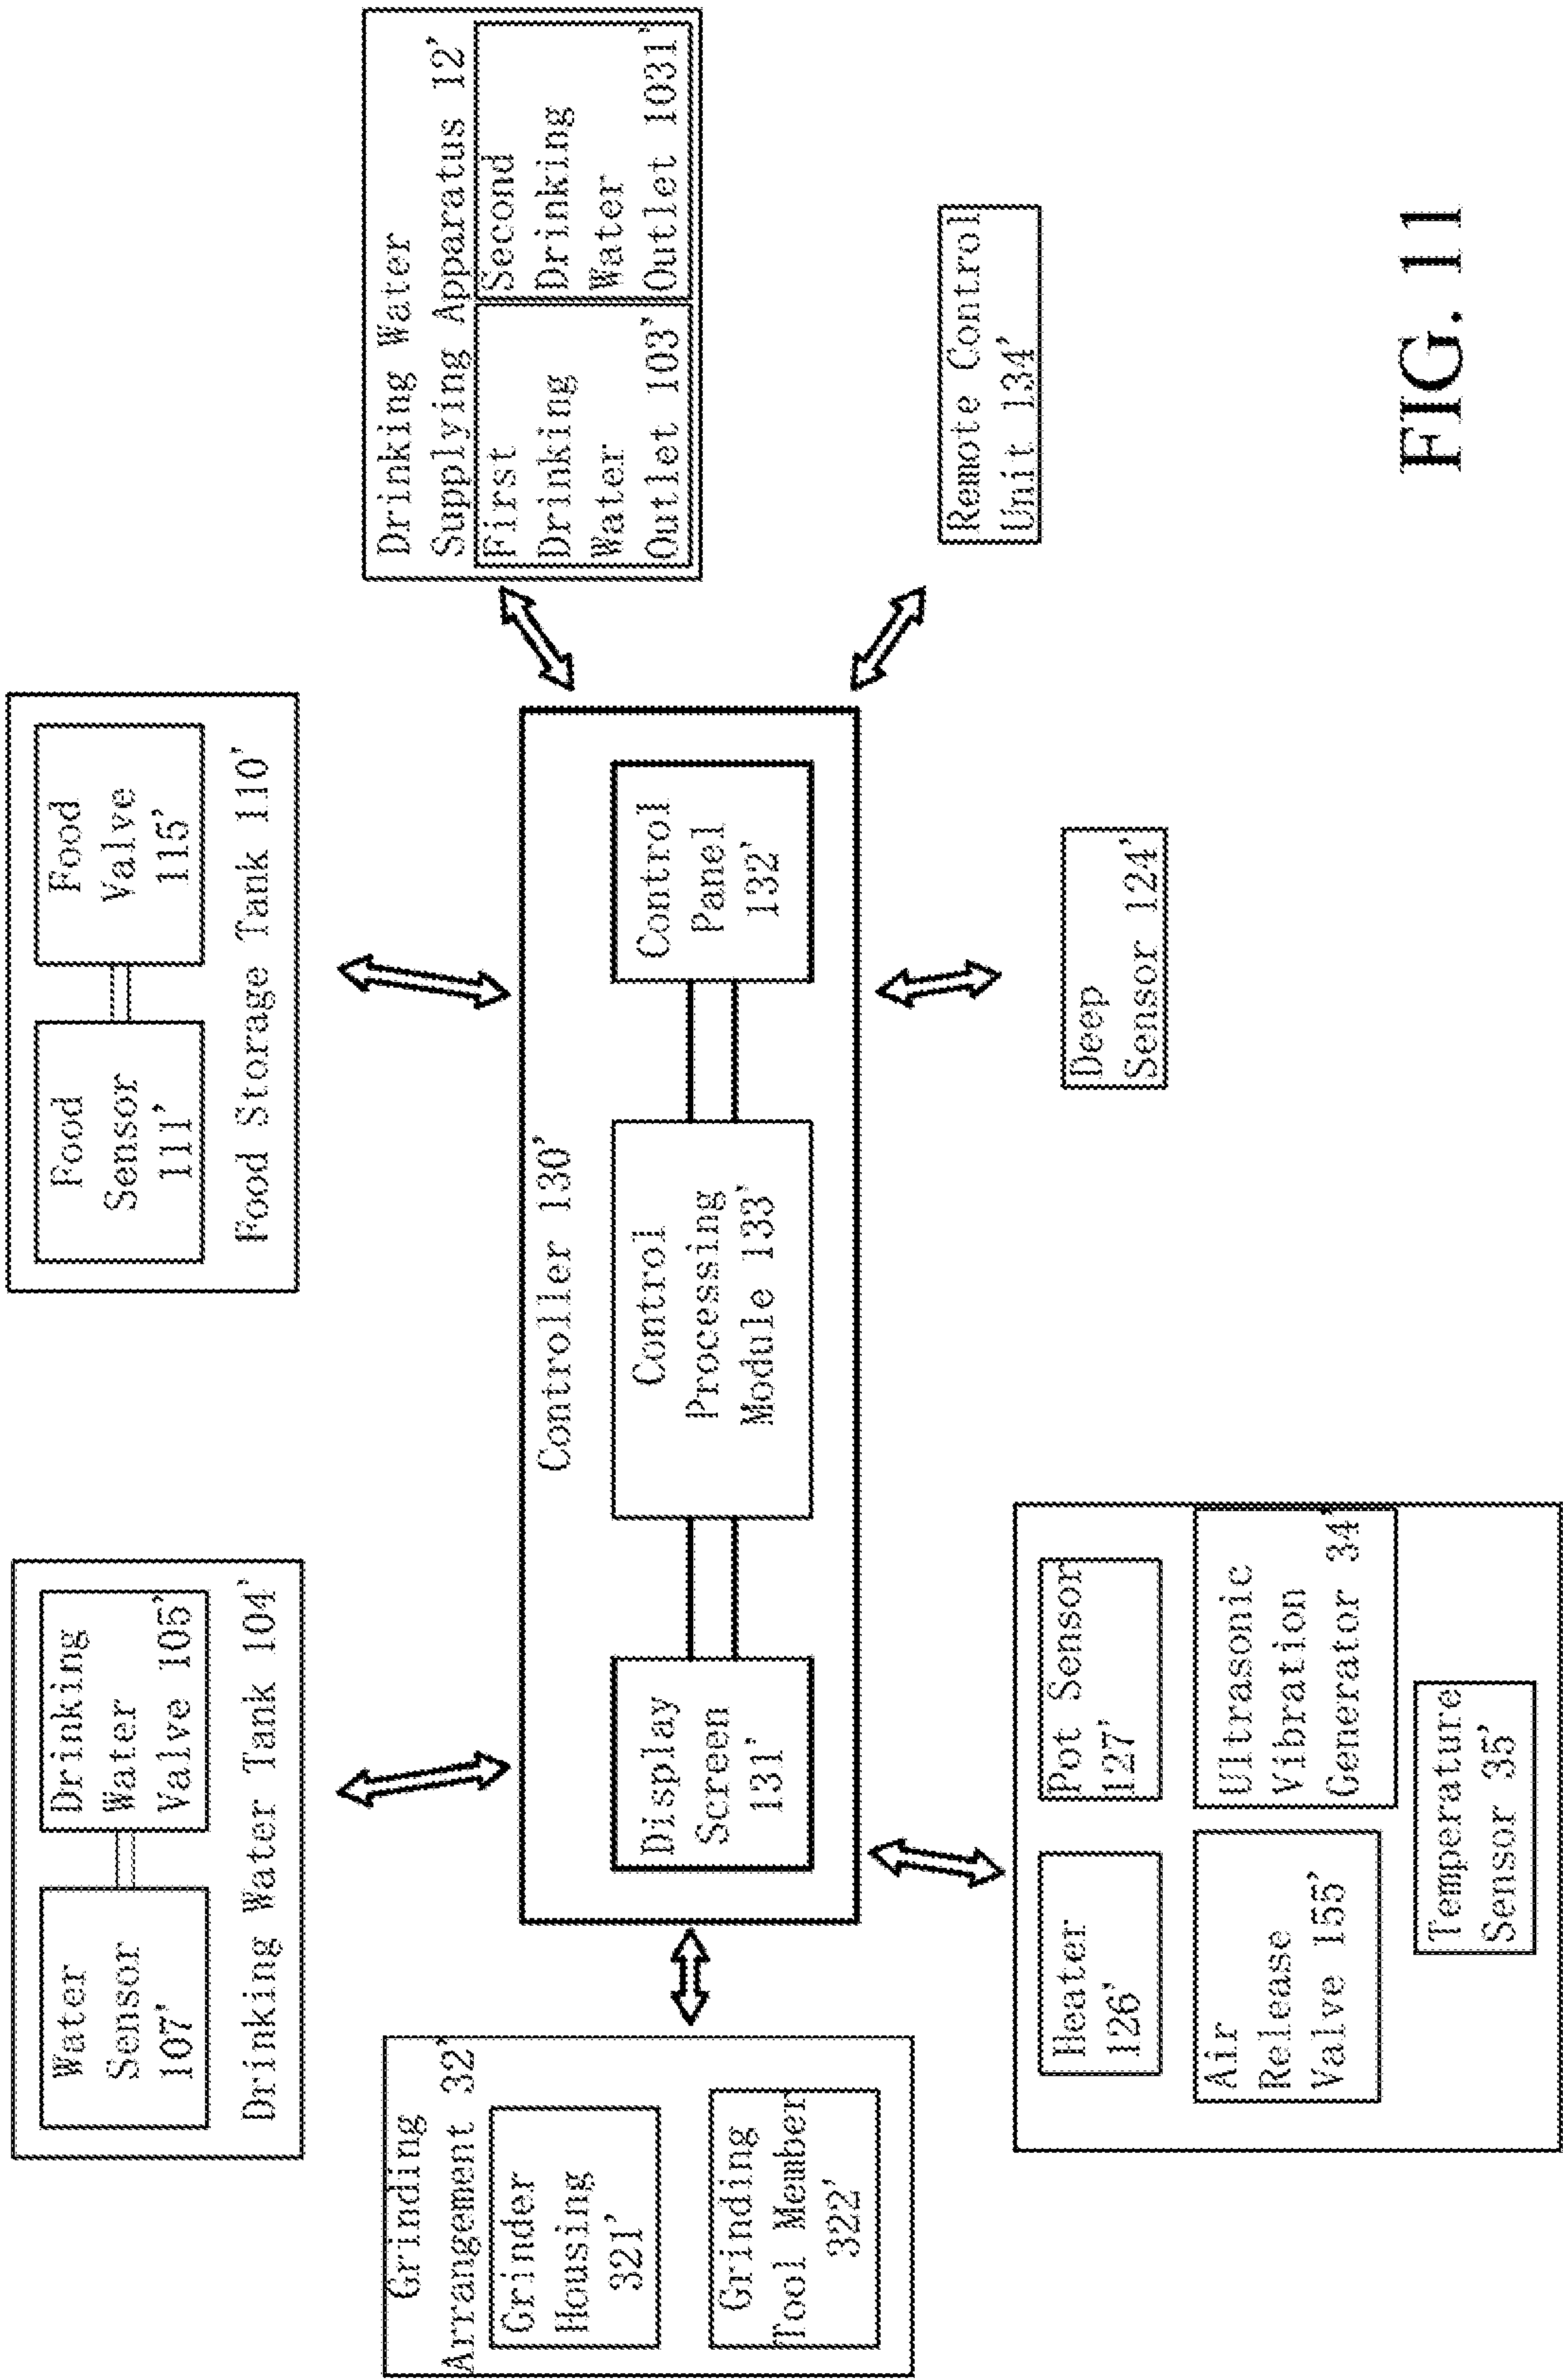 Water
Sensor
107'
Drinking
Water
Valve 105'
Drinking Water Tank 104'
Food
Sensor
111'
Food
Valve
115'
Food Storage Tank 110'
Drinking Water
Supplying Apparatus 12'
First
Drinking
Water
Outlet 103'
Second
Drinking
Water
Outlet 1031'
Grinding
Arrangement 32'
Grinder
Housing
321'
Grinding
Tool Member
322'
Controller 130'
Display
Screen
131'
Control
Processing
Module 133'
Control
Panel
132'
Remote Control
Unit 134'
Heater
126'
Pot Sensor
127'
Air
Release
Valve 155'
Ultrasonic
Vibration
Generator 34'
Temperature
Sensor 35'
Deep
Sensor 124'
FIG. 11